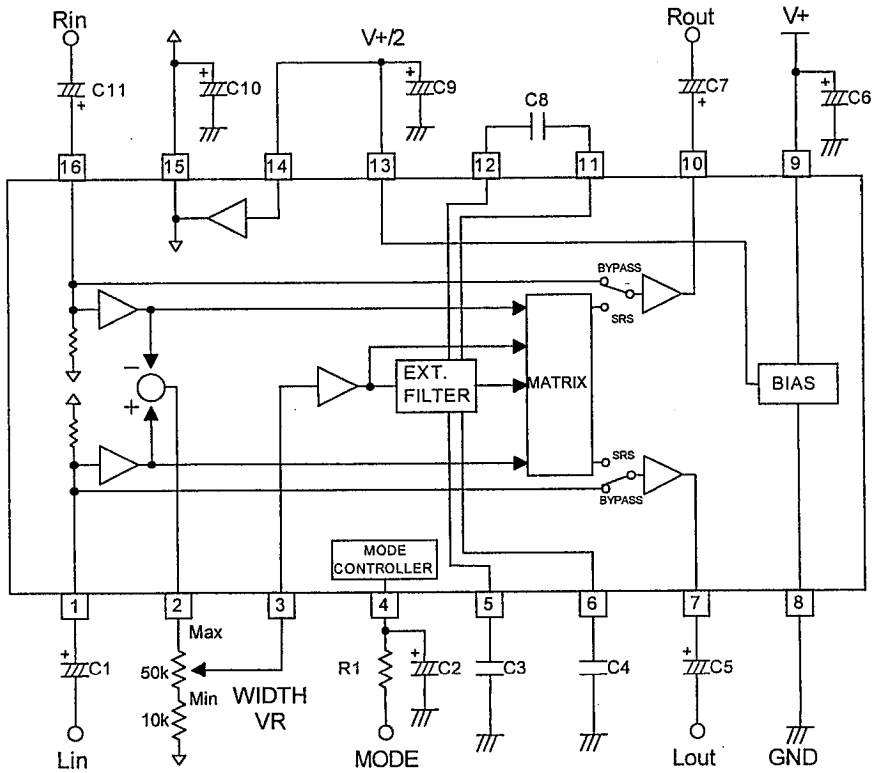 Rin
V+/2
Rout
V+
C11
C10
C9
C8
C7
C6
16
15
14
13
12
11
10
9
BYPASS
SRS
EXT.
FILTER
MATRIX
BIAS
−
+
SRS
BYPASS
MODE
CONTROLLER
1
2
3
4
5
6
7
8
Max
50k
Min
10k
WIDTH
VR
C1
R1
C2
C3
C4
C5
Lin
MODE
Lout
GND
+
+
+
+
+
+
+
+